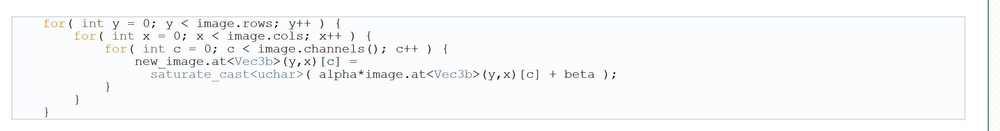 for( int y = 0; y < image.rows; y++ ) {
for( int x = 0; x < image.cols; x++ ) {
for( int c = 0; c < image.channels(); c++ ) {
new_image.at<Vec3b>(y,x)[c] =
saturate_cast<uchar>( alpha*image.at<Vec3b>(y,x)[c] + beta );
}
}
}